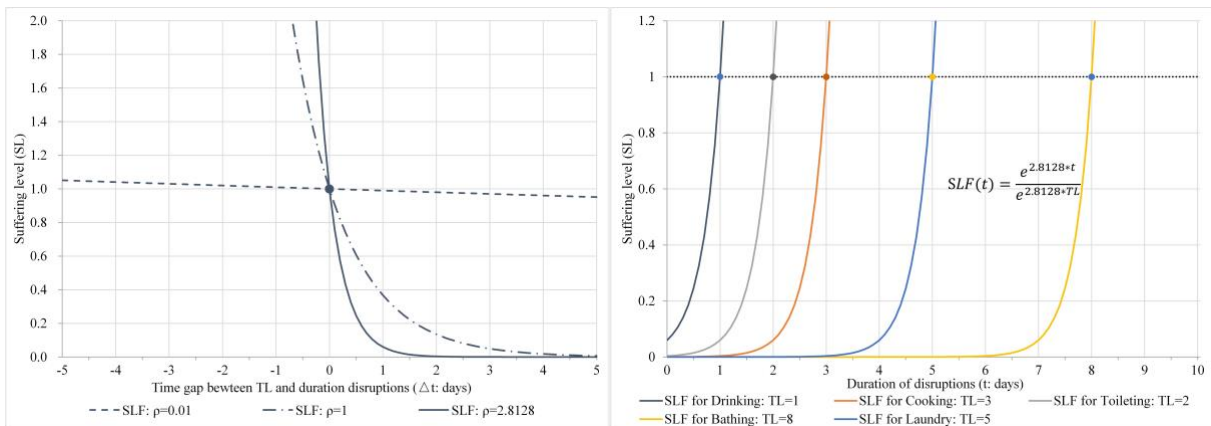 2.0
1.8
1.6
1.4
1.2
1.0
0.8
0.6
0.4
0.2
0.0
Suffering level (SL)
-5 -4 -3 -2 -1 0 1 2 3 4 5
Time gap bewteen TL and duration disruptions (△t: days)
SLF: ρ=0.01 SLF: ρ=1 SLF: ρ=2.8128
1.2
1
0.8
0.6
0.4
0.2
0
Suffering level (SL)
SLF(t) = e^2.8128*t / e^2.8128*TL
0 1 2 3 4 5 6 7 8 9 10
Duration of disruptions (t: days)
SLF for Drinking: TL=1 SLF for Cooking: TL=3 SLF for Toileting: TL=2
SLF for Bathing: TL=8 SLF for Laundry: TL=5